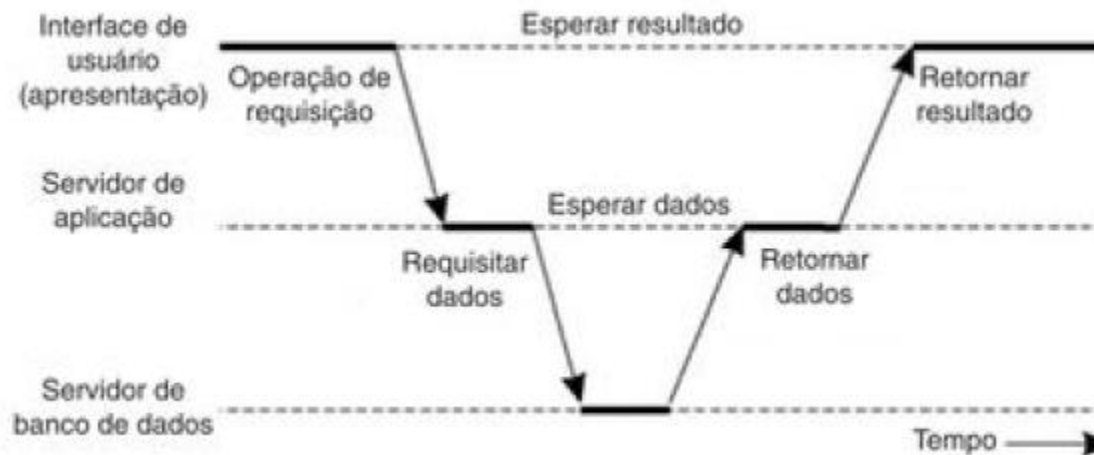 Interface de
usuário
(apresentação)
Esperar resultado
Operação de
requisição
Retornar
resultado
Servidor de
aplicação
Esperar dados
Requisitar
dados
Retornar
dados
Servidor de
banco de dados
Tempo